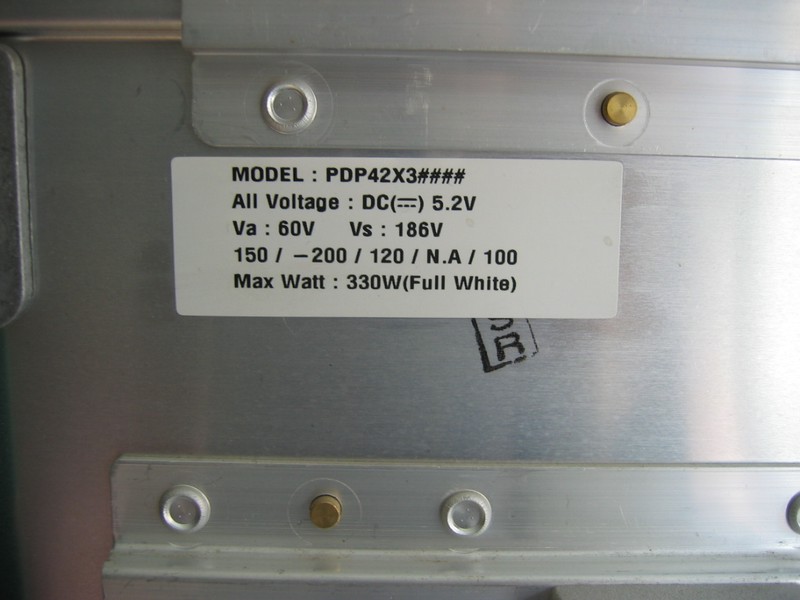 MODEL : PDP42X3####
All Voltage : DC(⎓) 5.2V
Va : 60V Vs : 186V
150 / －200 / 120 / N.A / 100
Max Watt : 330W(Full White)
R